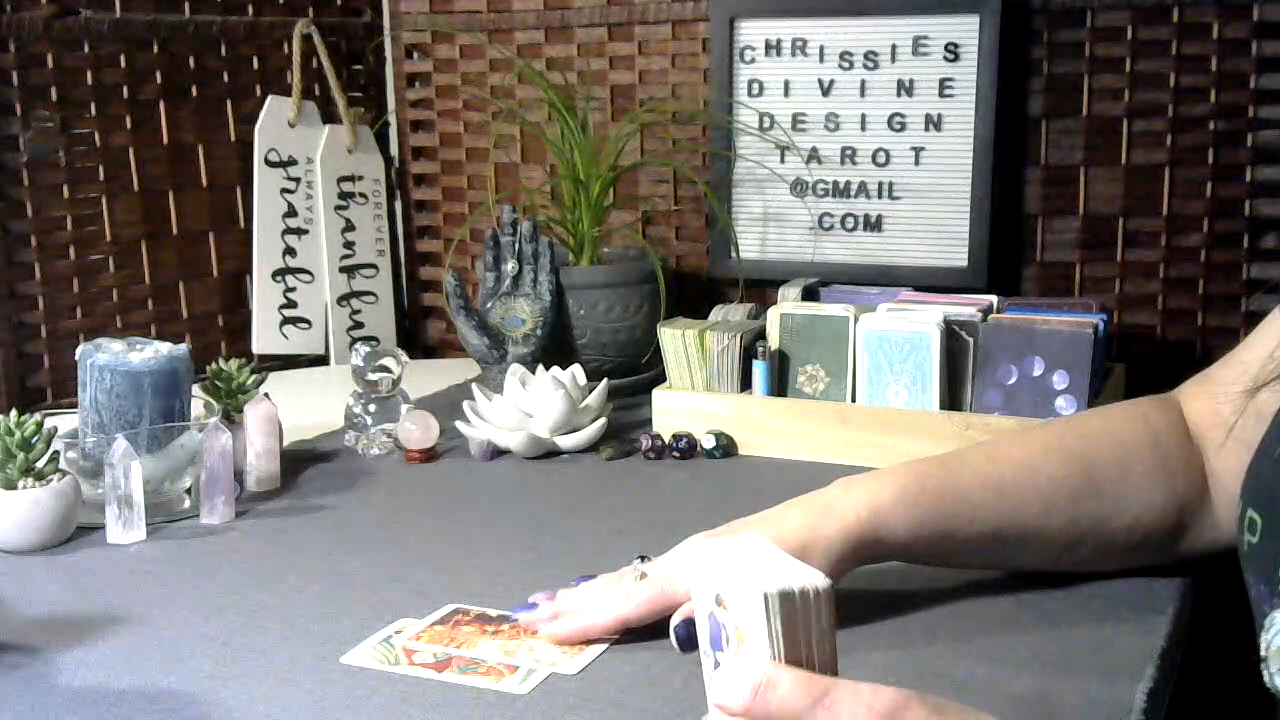 ALWAYS
grateful
FOREVER
thankful
CHRISSIES
DIVINE
DESIGN
TAROT
@GMAIL
.COM
P